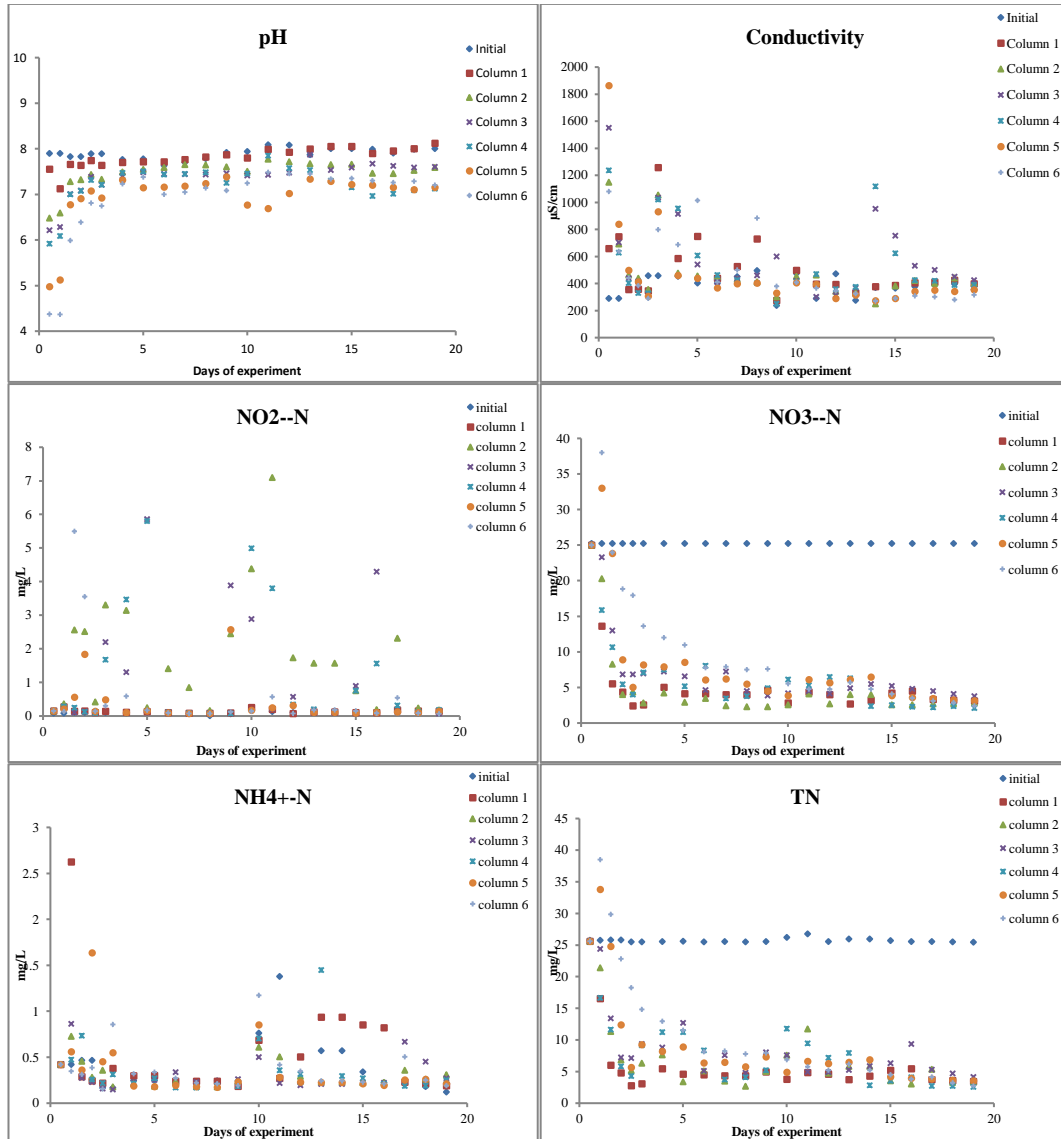 pH
Initial
Column 1
Column 2
Column 3
Column 4
Column 5
Column 6
10
9
8
7
6
5
4
0
5
10
15
20
Days of experiment
Conductivity
Initial
Column 1
Column 2
Column 3
Column 4
Column 5
Column 6
µS/cm
2000
1800
1600
1400
1200
1000
800
600
400
200
0
0
5
10
15
20
Days of experiment
NO2--N
initial
column 1
column 2
column 3
column 4
column 5
column 6
mg/L
8
7
6
5
4
3
2
1
0
0
5
10
15
20
Days of experiment
NO3--N
initial
column 1
column 2
column 3
column 4
column 5
column 6
mg/L
40
35
30
25
20
15
10
5
0
0
5
10
15
20
Days od experiment
NH4+-N
initial
column 1
column 2
column 3
column 4
column 5
column 6
mg/L
3
2.5
2
1.5
1
0.5
0
0
5
10
15
20
Days of experiment
TN
initial
column 1
column 2
column 3
column 4
column 5
column 6
mg/L
45
40
35
30
25
20
15
10
5
0
0
5
10
15
20
Days of experiment